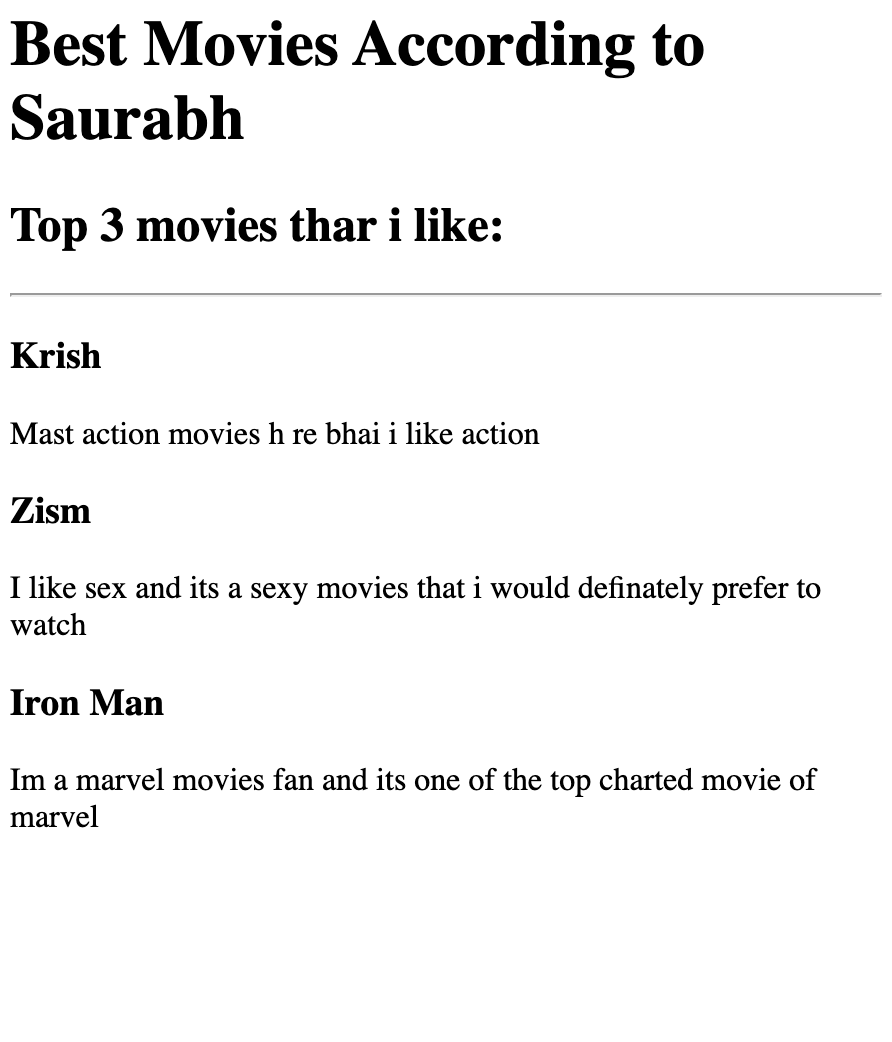 Best Movies According to
Saurabh
Top 3 movies thar i like:
Krish
Mast action movies h re bhai i like action
Zism
I like sex and its a sexy movies that i would definately prefer to
watch
Iron Man
Im a marvel movies fan and its one of the top charted movie of
marvel